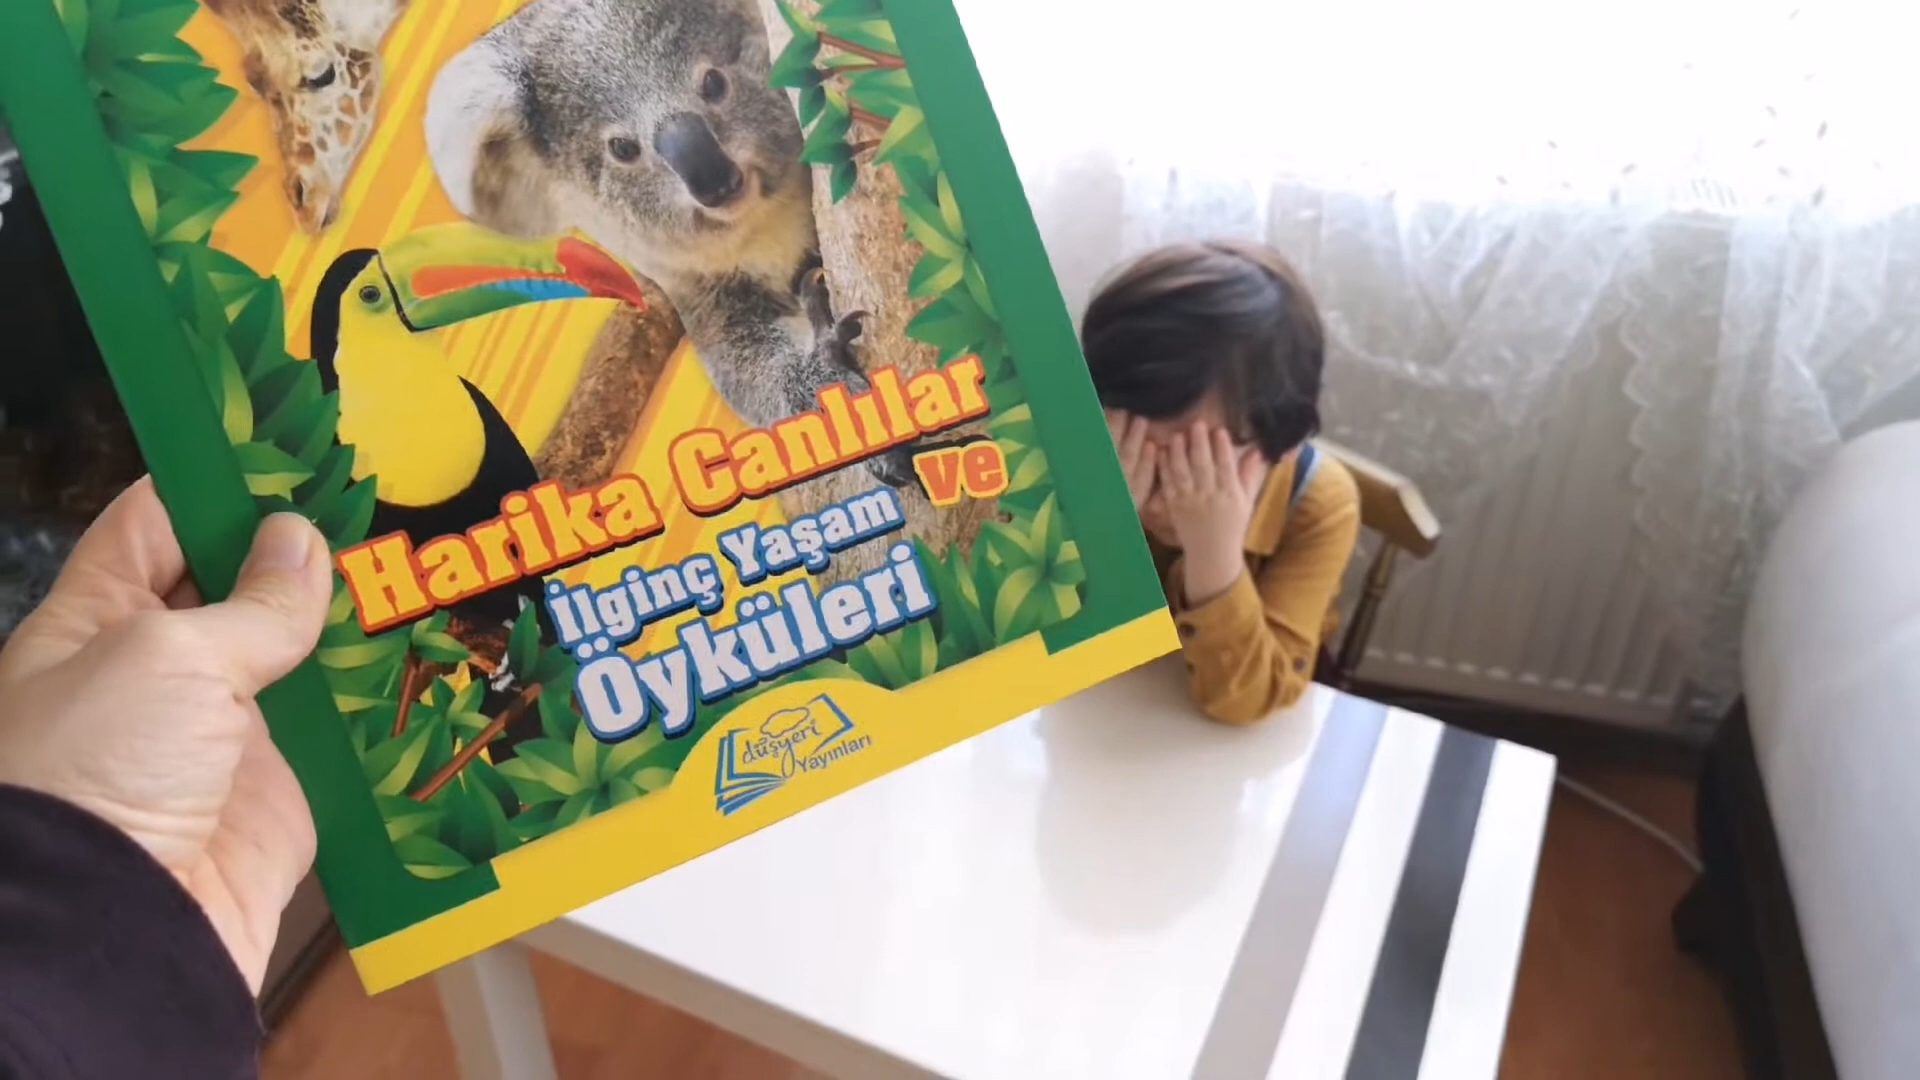 Harika Canlılar
ve
İlginç Yaşam
Öyküleri
düşyeri
Yayınları